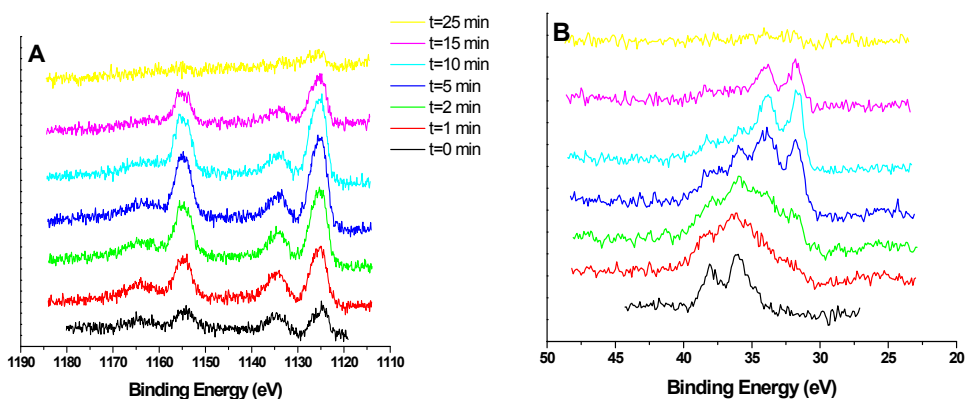 A
t=25 min
t=15 min
t=10 min
t=5 min
t=2 min
t=1 min
t=0 min
1190 1180 1170 1160 1150 1140 1130 1120 1110
Binding Energy (eV)
B
50 45 40 35 30 25 20
Binding Energy (eV)